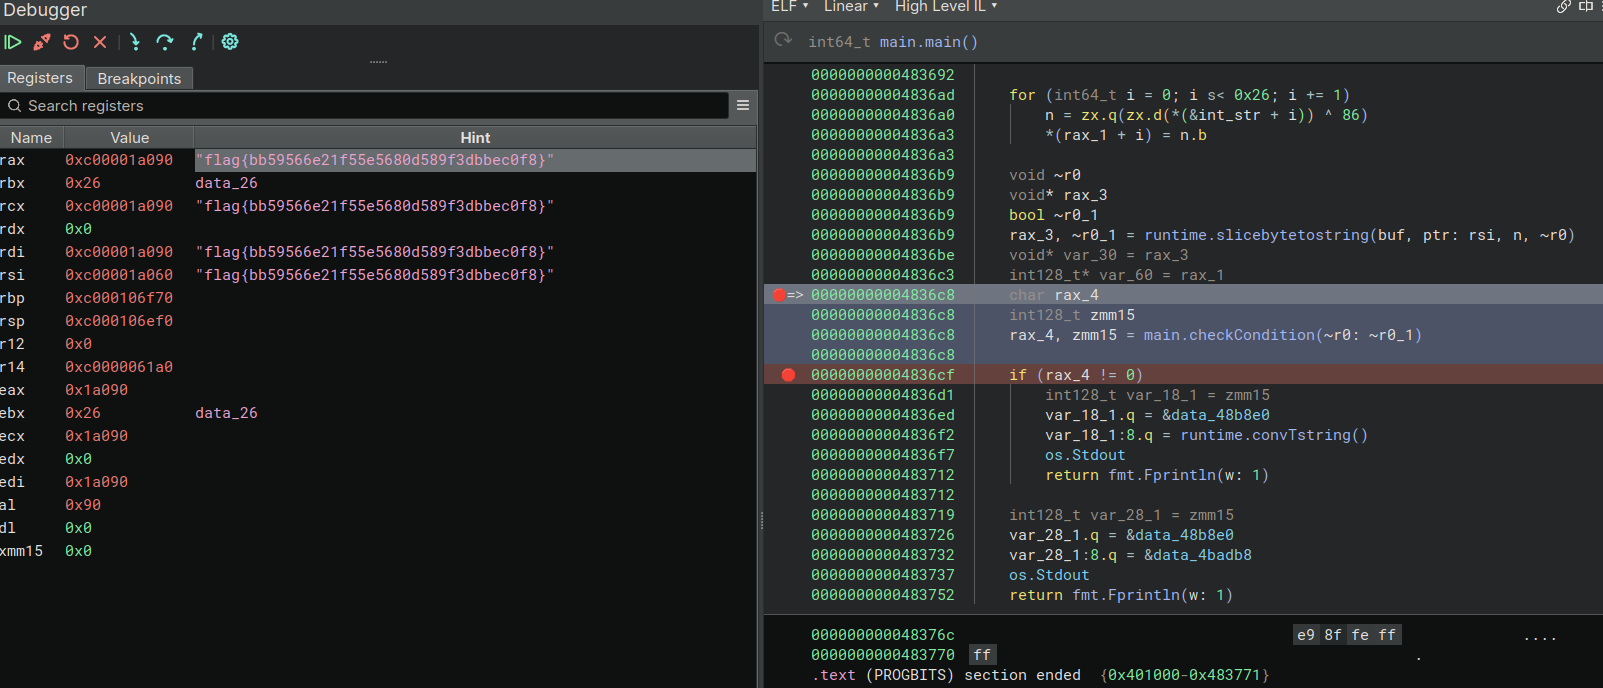 Debugger
Registers
Breakpoints
Search registers
Name Value Hint
rax 0xc00001a090 "flag{bb59566e21f55e5680d589f3dbbec0f8}"
rbx 0x26 data_26
rcx 0xc00001a090 "flag{bb59566e21f55e5680d589f3dbbec0f8}"
rdx 0x0
rdi 0xc00001a090 "flag{bb59566e21f55e5680d589f3dbbec0f8}"
rsi 0xc00001a060 "flag{bb59566e21f55e5680d589f3dbbec0f8}"
rbp 0xc000106f70
rsp 0xc000106ef0
r12 0x0
r14 0xc0000061a0
eax 0x1a090
ebx 0x26 data_26
ecx 0x1a090
edx 0x0
edi 0x1a090
al 0x90
dl 0x0
xmm15 0x0
ELF Linear High Level IL
int64_t main.main()
0000000000483692
00000000004836ad for (int64_t i = 0; i s< 0x26; i += 1)
00000000004836a0 n = zx.q(zx.d(*(&int_str + i)) ^ 86)
00000000004836a3 *(rax_1 + i) = n.b
00000000004836a3
00000000004836b9 void ~r0
00000000004836b9 void* rax_3
00000000004836b9 bool ~r0_1
00000000004836b9 rax_3, ~r0_1 = runtime.slicebytetostring(buf, ptr: rsi, n, ~r0)
00000000004836be void* var_30 = rax_3
00000000004836c3 int128_t* var_60 = rax_1
=> 00000000004836c8 char rax_4
00000000004836c8 int128_t zmm15
00000000004836c8 rax_4, zmm15 = main.checkCondition(~r0: ~r0_1)
00000000004836c8
00000000004836cf if (rax_4 != 0)
00000000004836d1 int128_t var_18_1 = zmm15
00000000004836ed var_18_1.q = &data_48b8e0
00000000004836f2 var_18_1:8.q = runtime.convTstring()
00000000004836f7 os.Stdout
0000000000483712 return fmt.Fprintln(w: 1)
0000000000483712
0000000000483719 int128_t var_28_1 = zmm15
0000000000483726 var_28_1.q = &data_48b8e0
0000000000483732 var_28_1:8.q = &data_4badb8
0000000000483737 os.Stdout
0000000000483752 return fmt.Fprintln(w: 1)
000000000048376c e9 8f fe ff ....
0000000000483770 ff .
.text (PROGBITS) section ended {0x401000-0x483771}